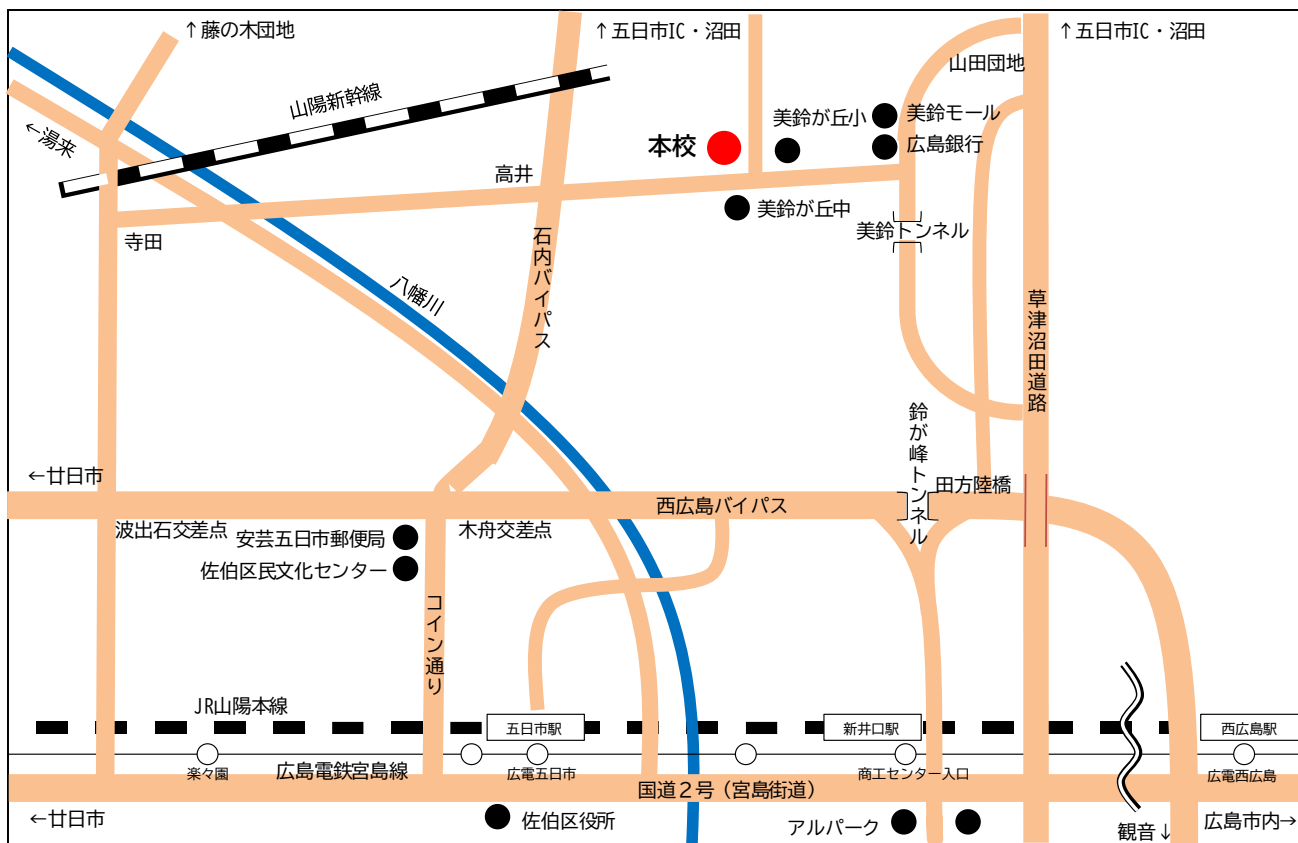 ↑藤の木団地
↑五日市IC・沼田
↑五日市IC・沼田
山田団地
山陽新幹線
美鈴が丘小
美鈴モール
←湯来
本校
広島銀行
高井
美鈴が丘中
寺田
美鈴トンネル
石内バイパス
八幡川
草津沼田道路
鈴が峰トンネル
←廿日市
田方陸橋
西広島バイパス
波出石交差点
木舟交差点
安芸五日市郵便局
佐伯区民文化センター
コイン通り
JR山陽本線
五日市駅
新井口駅
西広島駅
楽々園
広島電鉄宮島線
広電五日市
商工センター入口
広電西広島
国道2号(宮島街道)
←廿日市
佐伯区役所
アルパーク
観音↓
広島市内→